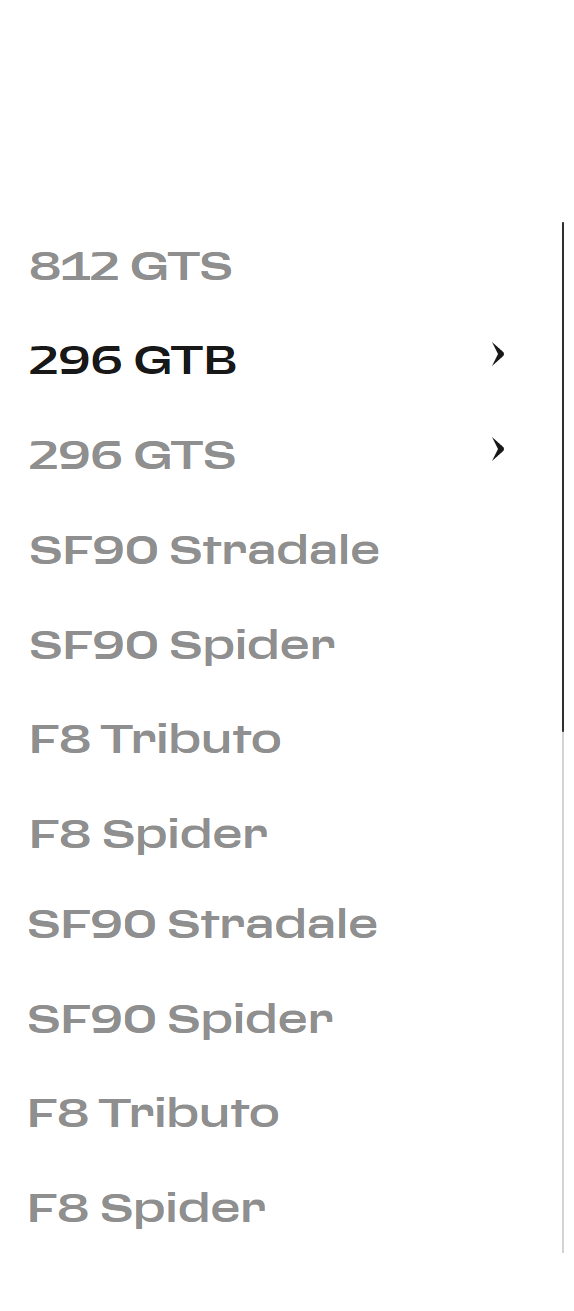 812 GTS
296 GTB
296 GTS
SF90 Stradale
SF90 Spider
F8 Tributo
F8 Spider
SF90 Stradale
SF90 Spider
F8 Tributo
F8 Spider